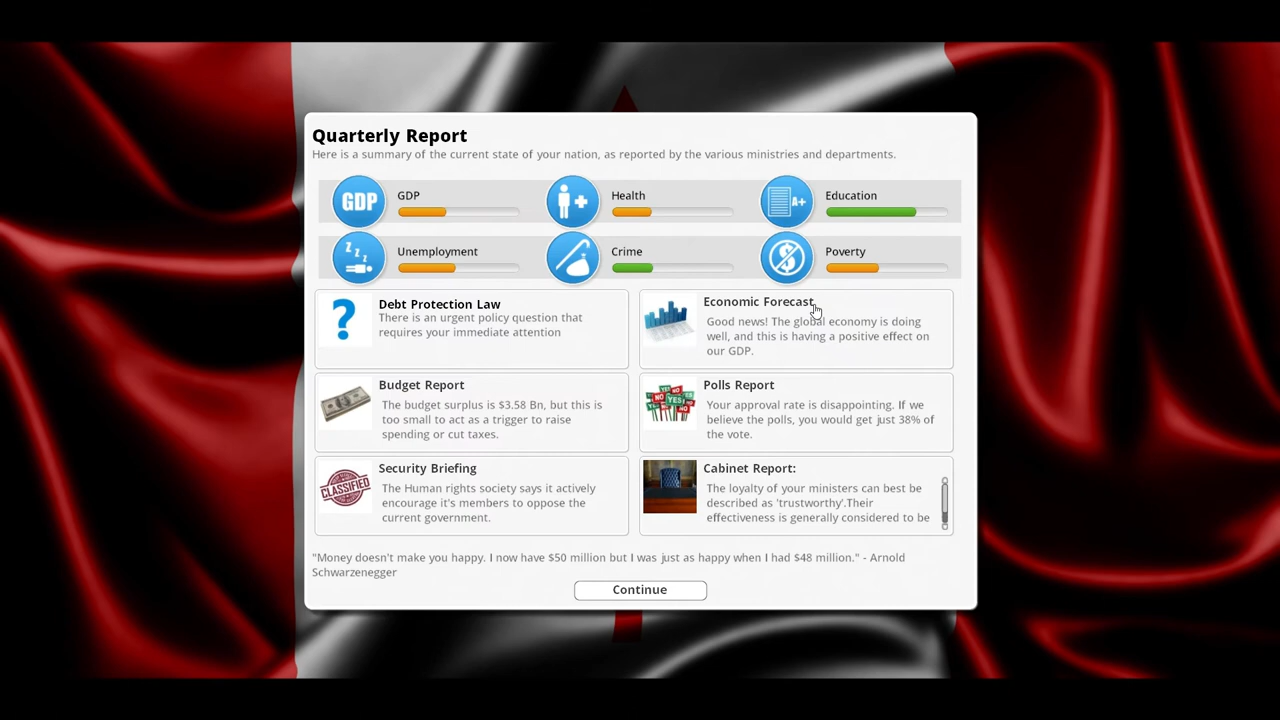 Quarterly Report
Here is a summary of the current state of your nation, as reported by the various ministries and departments.
GDP GDP
Health
A+ Education
z z z Unemployment
Crime
Poverty
? Debt Protection Law
There is an urgent policy question that
requires your immediate attention
Economic Forecast
Good news! The global economy is doing
well, and this is having a positive effect on
our GDP.
Budget Report
The budget surplus is $3.58 Bn, but this is
too small to act as a trigger to raise
spending or cut taxes.
YES NO NO YES NO
Polls Report
Your approval rate is disappointing. If we
believe the polls, you would get just 38% of
the vote.
CLASSIFIED
Security Briefing
The Human rights society says it actively
encourage it's members to oppose the
current government.
Cabinet Report:
The loyalty of your ministers can best be
described as 'trustworthy'.Their
effectiveness is generally considered to be
"Money doesn't make you happy. I now have $50 million but I was just as happy when I had $48 million." - Arnold
Schwarzenegger
Continue